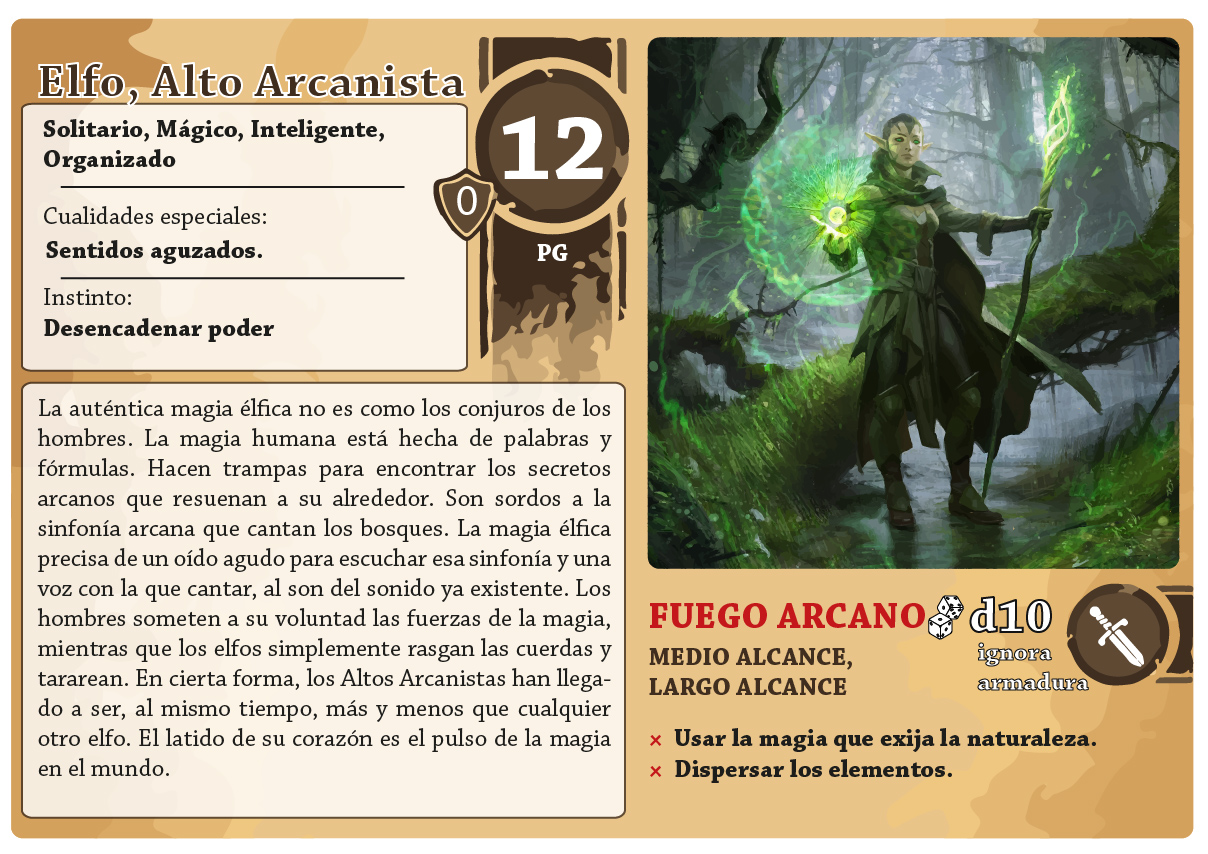 Elfo, Alto Arcanista
Solitario, Mágico, Inteligente,
Organizado
Cualidades especiales:
Sentidos aguzados.
Instinto:
Desencadenar poder
12
0
PG
La auténtica magia élfica no es como los conjuros de los
hombres. La magia humana está hecha de palabras y
fórmulas. Hacen trampas para encontrar los secretos
arcanos que resuenan a su alrededor. Son sordos a la
sinfonía arcana que cantan los bosques. La magia élfica
precisa de un oído agudo para escuchar esa sinfonía y una
voz con la que cantar, al son del sonido ya existente. Los
hombres someten a su voluntad las fuerzas de la magia,
mientras que los elfos simplemente rasgan las cuerdas y
tararean. En cierta forma, los Altos Arcanistas han llega-
do a ser, al mismo tiempo, más y menos que cualquier
otro elfo. El latido de su corazón es el pulso de la magia
en el mundo.
FUEGO ARCANO d10
ignora
armadura
MEDIO ALCANCE,
LARGO ALCANCE
× Usar la magia que exija la naturaleza.
× Dispersar los elementos.